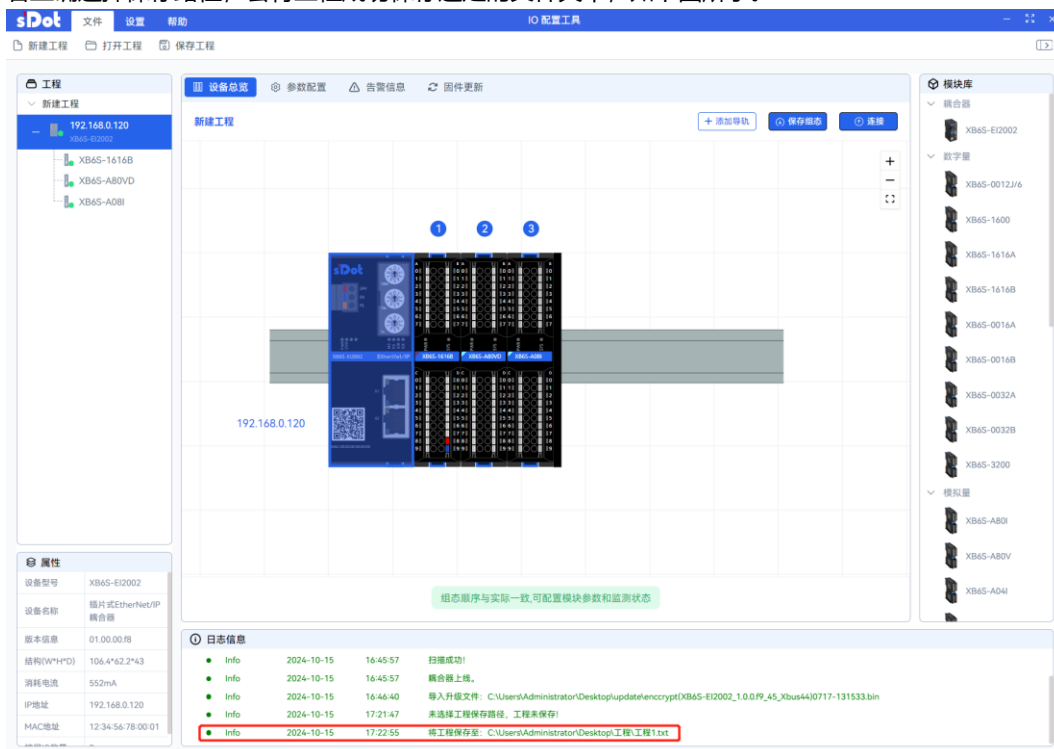 sDot 文件 设置 帮助 IO 配置工具
新建工程 打开工程 保存工程
工程
新建工程
192.168.0.120
XB6S-EI2002
XB6S-1616B
XB6S-A80VD
XB6S-A08I
设备总览 参数配置 告警信息 固件更新
新建工程
+ 添加导轨 保存组态 连接
1 2 3
sDot
XB6S-EI2002 EtherNet/IP XB6S-1616B XB6S-A80VD XB6S-A08I
192.168.0.120
组态顺序与实际一致,可配置模块参数和监测状态
模块库
耦合器
XB6S-EI2002
数字量
XB6S-0012J/6
XB6S-1600
XB6S-1616A
XB6S-1616B
XB6S-0016A
XB6S-0016B
XB6S-0032A
XB6S-0032B
XB6S-3200
模拟量
XB6S-A80I
XB6S-A80V
XB6S-A04I
属性
设备型号 XB6S-EI2002
设备名称 插片式EtherNet/IP
耦合器
版本信息 01.00.00.f8
结构(W*H*D) 106.4*62.2*43
消耗电流 552mA
IP地址 192.168.0.120
MAC地址 12:34:56:78:00:01
日志信息
Info 2024-10-15 16:45:57 扫描成功!
Info 2024-10-15 16:45:57 耦合器上线。
Info 2024-10-15 16:46:40 导入升级文件: C:\Users\Administrator\Desktop\update\enccrypt(XB6S-EI2002_1.0.0.f9_45_Xbus44)0717-131533.bin
Info 2024-10-15 17:21:47 未选择工程保存路径, 工程未保存!
Info 2024-10-15 17:22:55 将工程保存至: C:\Users\Administrator\Desktop\工程\工程1.txt